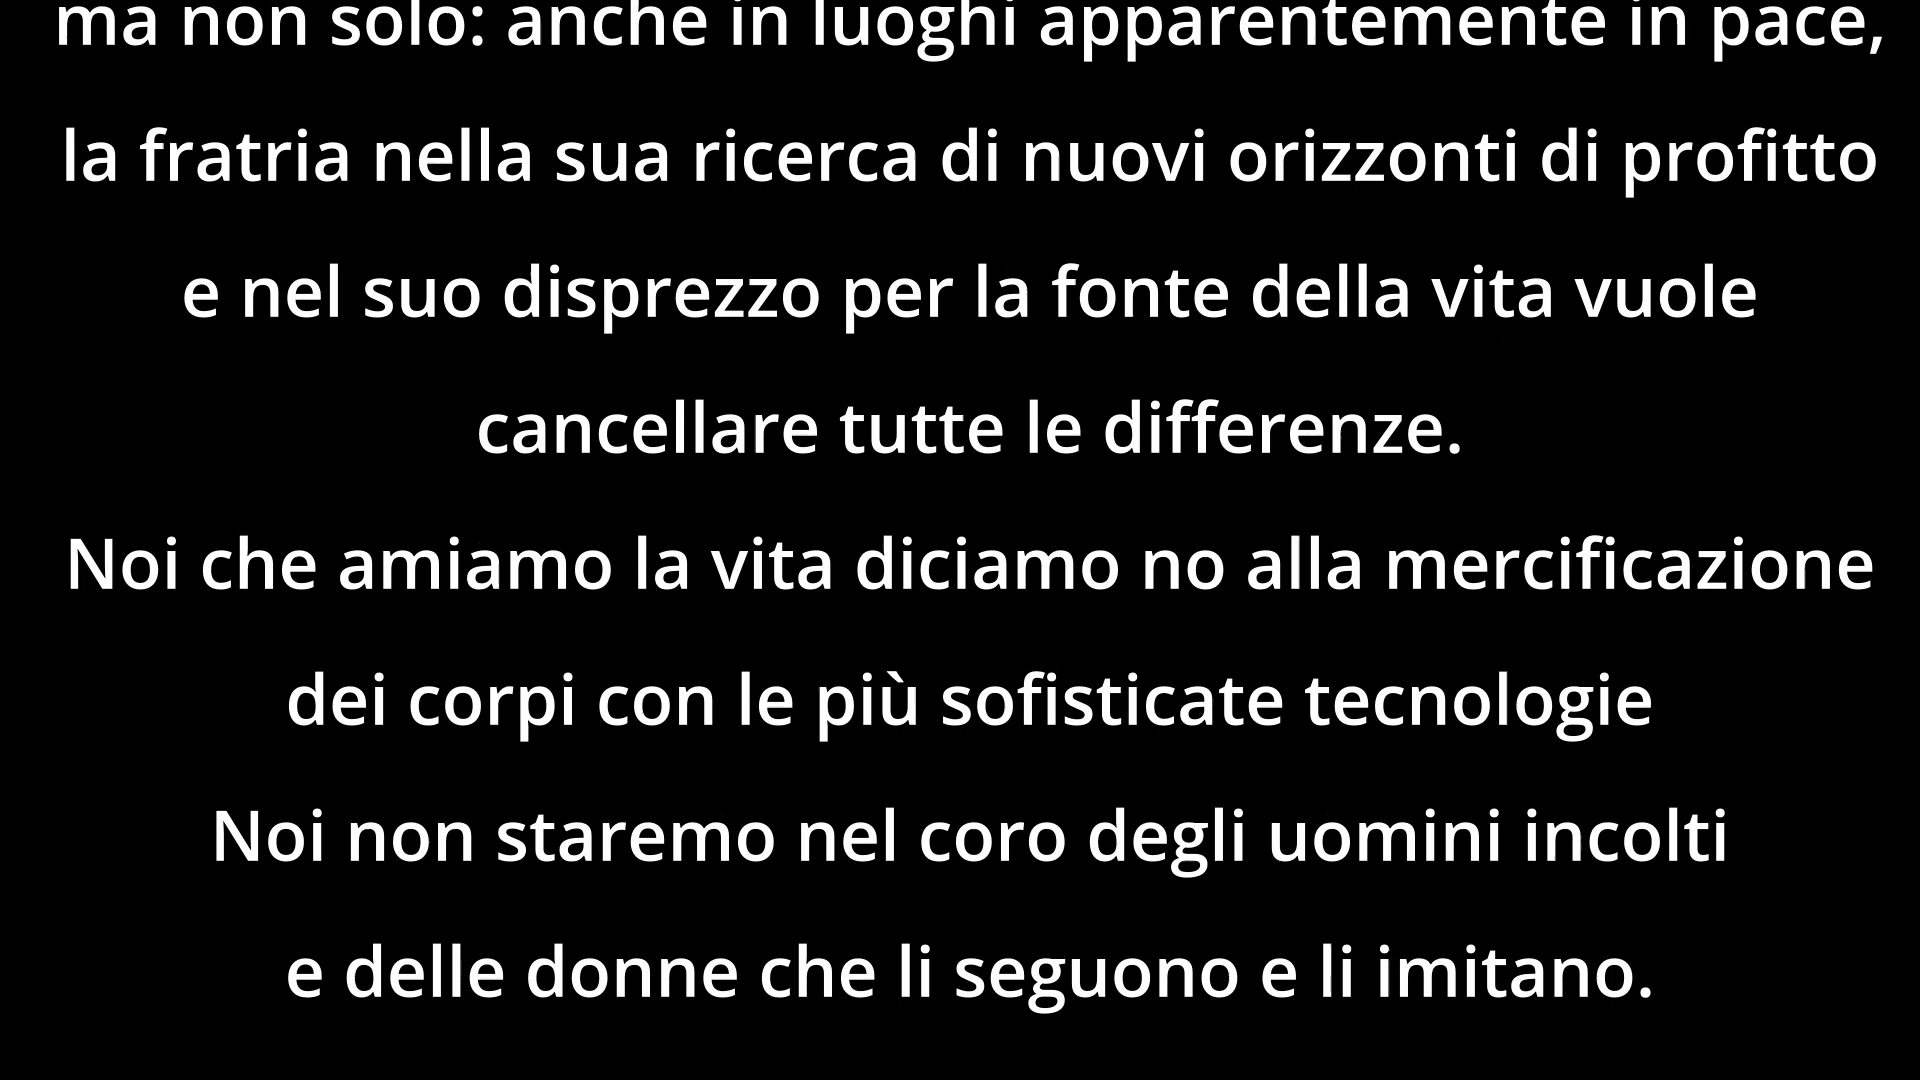 ma non solo: anche in luoghi apparentemente in pace,
la fratria nella sua ricerca di nuovi orizzonti di profitto
e nel suo disprezzo per la fonte della vita vuole
cancellare tutte le differenze.
Noi che amiamo la vita diciamo no alla mercificazione
dei corpi con le più sofisticate tecnologie
Noi non staremo nel coro degli uomini incolti
e delle donne che li seguono e li imitano.